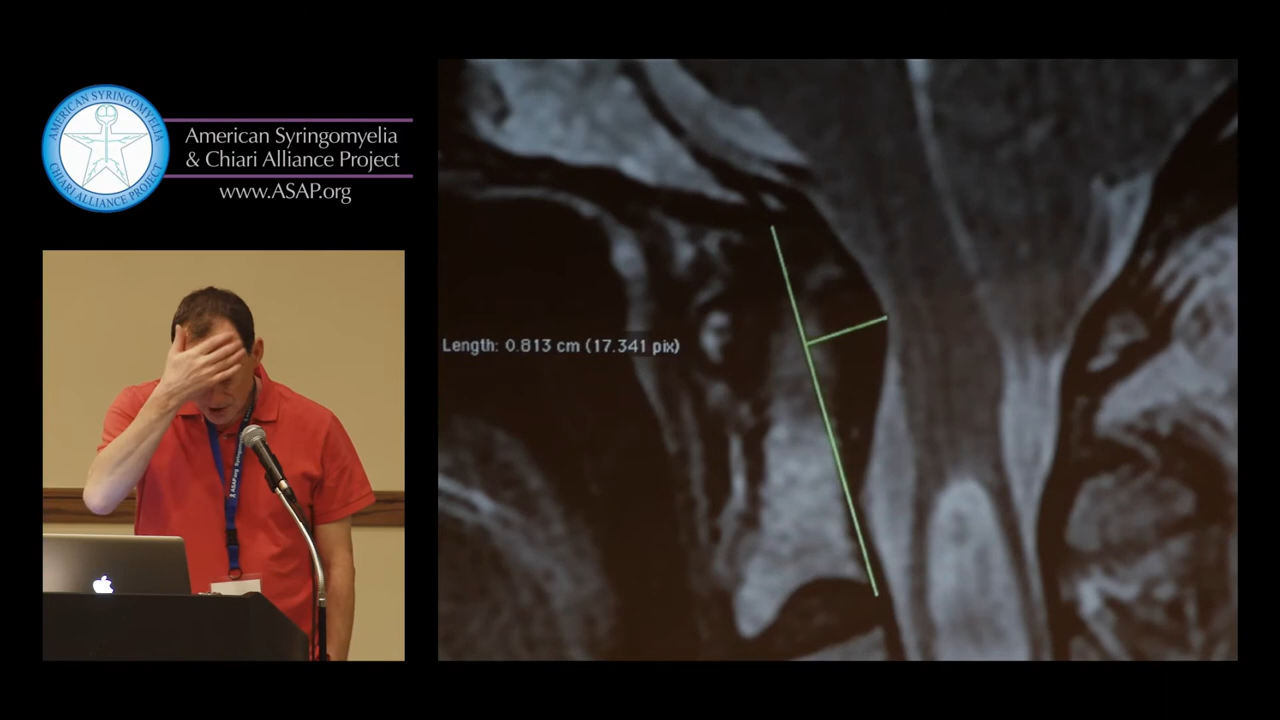 AMERICAN SYRINGOMYELIA
CHIARI ALLIANCE PROJECT
American Syringomyelia
& Chiari Alliance Project
www.ASAP.org
Length: 0.813 cm (17.341 pix)